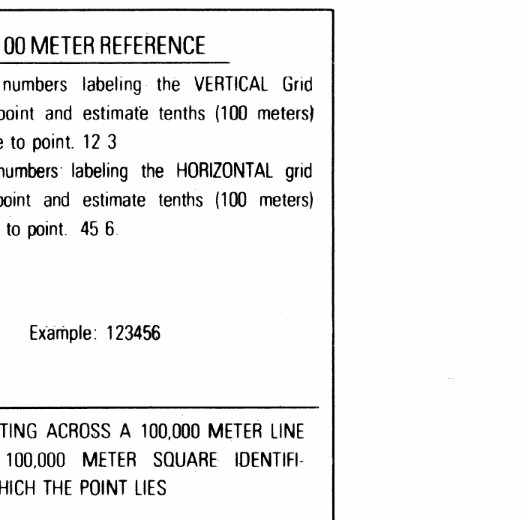 00 METER REFERENCE
numbers labeling the VERTICAL Grid
point and estimate tenths (100 meters)
e to point. 12 3
numbers labeling the HORIZONTAL grid
point and estimate tenths (100 meters)
to point. 45 6
Example: 123456
TING ACROSS A 100,000 METER LINE
100,000 METER SQUARE IDENTIFI-
HICH THE POINT LIES